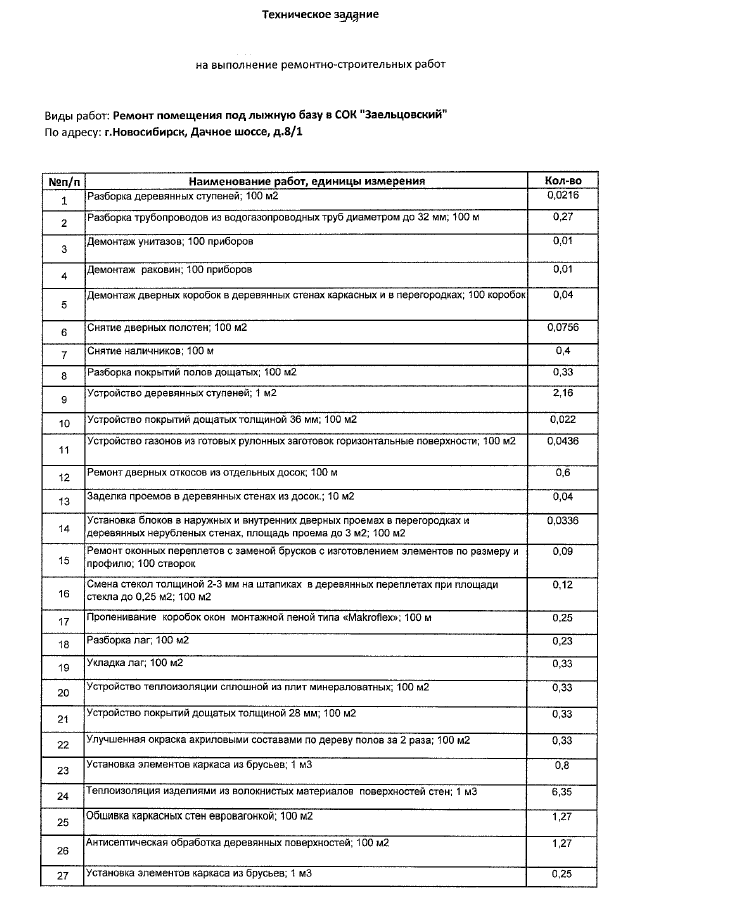 Техническое задание
на выполнение ремонтно-строительных работ
Виды работ: Ремонт помещения под лыжную базу в СОК "Заельцовский"
По адресу: г.Новосибирск, Дачное шоссе, д.8/1
№п/п Наименование работ, единицы измерения Кол-во
1 Разборка деревянных ступеней; 100 м2 0,0216
2 Разборка трубопроводов из водогазопроводных труб диаметром до 32 мм; 100 м 0,27
3 Демонтаж унитазов; 100 приборов 0,01
4 Демонтаж раковин; 100 приборов 0,01
5 Демонтаж дверных коробок в деревянных стенах каркасных и в перегородках; 100 коробок 0,04
6 Снятие дверных полотен; 100 м2 0,0756
7 Снятие наличников; 100 м 0,4
8 Разборка покрытий полов дощатых; 100 м2 0,33
9 Устройство деревянных ступеней; 1 м2 2,16
10 Устройство покрытий дощатых толщиной 36 мм; 100 м2 0,022
11 Устройство газонов из готовых рулонных заготовок горизонтальные поверхности; 100 м2 0,0436
12 Ремонт дверных откосов из отдельных досок; 100 м 0,6
13 Заделка проемов в деревянных стенах из досок.; 10 м2 0,04
14 Установка блоков в наружных и внутренних дверных проемах в перегородках и 0,0336
деревянных нерубленых стенах, площадь проема до 3 м2; 100 м2
15 Ремонт оконных переплетов с заменой брусков с изготовлением элементов по размеру и 0,09
профилю; 100 створок
16 Смена стекол толщиной 2-3 мм на штапиках в деревянных переплетах при площади 0,12
стекла до 0,25 м2; 100 м2
17 Пропенивание коробок окон монтажной пеной типа «Makroflex»; 100 м 0,25
18 Разборка лаг; 100 м2 0,23
19 Укладка лаг; 100 м2 0,33
20 Устройство теплоизоляции сплошной из плит минераловатных; 100 м2 0,33
21 Устройство покрытий дощатых толщиной 28 мм; 100 м2 0,33
22 Улучшенная окраска акриловыми составами по дереву полов за 2 раза; 100 м2 0,33
23 Установка элементов каркаса из брусьев; 1 м3 0,8
24 Теплоизоляция изделиями из волокнистых материалов поверхностей стен; 1 м3 6,35
25 Обшивка каркасных стен евровагонкой; 100 м2 1,27
26 Антисептическая обработка деревянных поверхностей; 100 м2 1,27
27 Установка элементов каркаса из брусьев; 1 м3 0,25